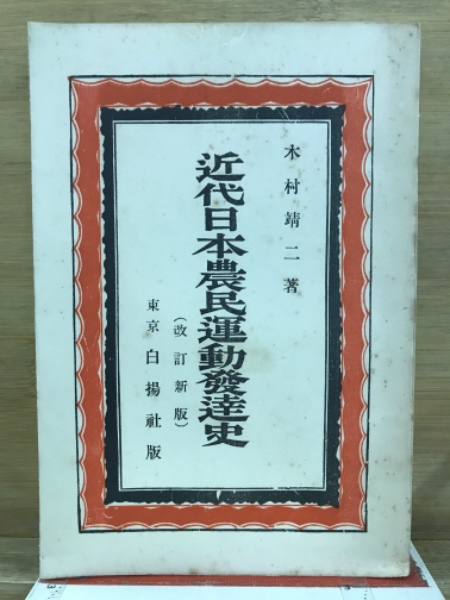 木村靖二著
近代日本農民運動發達史
（改訂新版）
東京 白揚社版